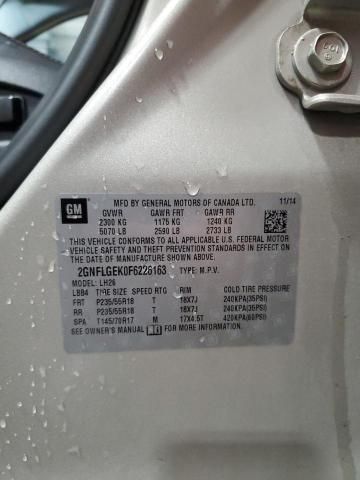 GM
MFD BY GENERAL MOTORS OF CANADA LTD. 11/14
GVWR GAWR FRT GAWR RR
2300 KG 1175 KG 1240 KG
5070 LB 2590 LB 2733 LB
THIS VEHICLE CONFORMS TO ALL APPLICABLE U.S. FEDERAL MOTOR
VEHICLE SAFETY AND THEFT PREVENTION STANDARDS IN EFFECT ON
THE DATE OF MANUFACTURE SHOWN ABOVE.
2GNFLGEK0F6228163 TYPE: M.P.V.
MODEL: LH26
L884 TIRE SIZE SPEED RTG RIM COLD TIRE PRESSURE
FRT P235/55R18 T 18X7J 240KPA(35PSI)
RR P235/55R18 T 18X7J 240KPA(35PSI)
SPA T145/70R17 M 17X4.5T 420KPA(60PSI)
SEE OWNER'S MANUAL FOR MORE INFORMATION.